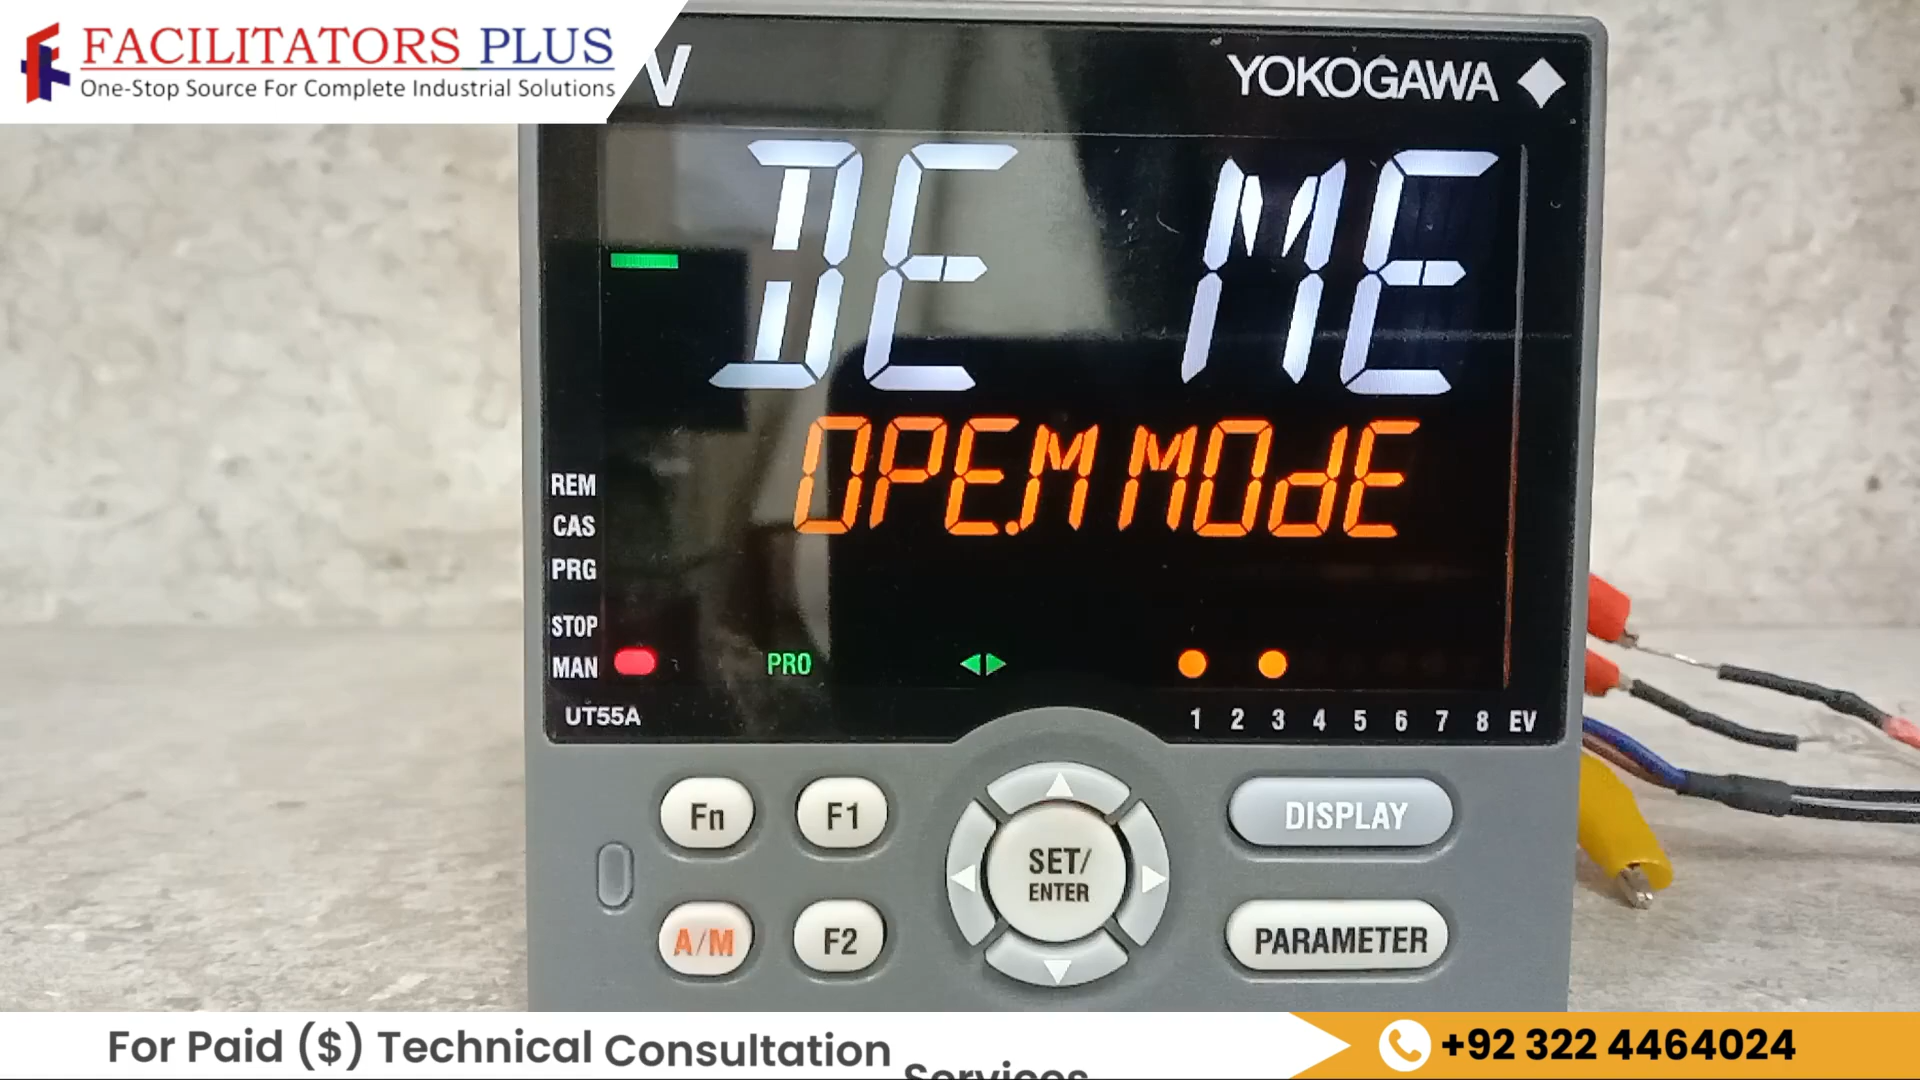 FACILITATORS PLUS
One-Stop Source For Complete Industrial Solutions
V
YOKOGAWA
DE ME
OPE.M MOdE
REM
CAS
PRG
STOP
MAN
PRO
UT55A
1 2 3 4 5 6 7 8 EV
Fn
F1
DISPLAY
SET/
ENTER
A/M
F2
PARAMETER
For Paid ($) Technical Consultation
Services
+92 322 4464024